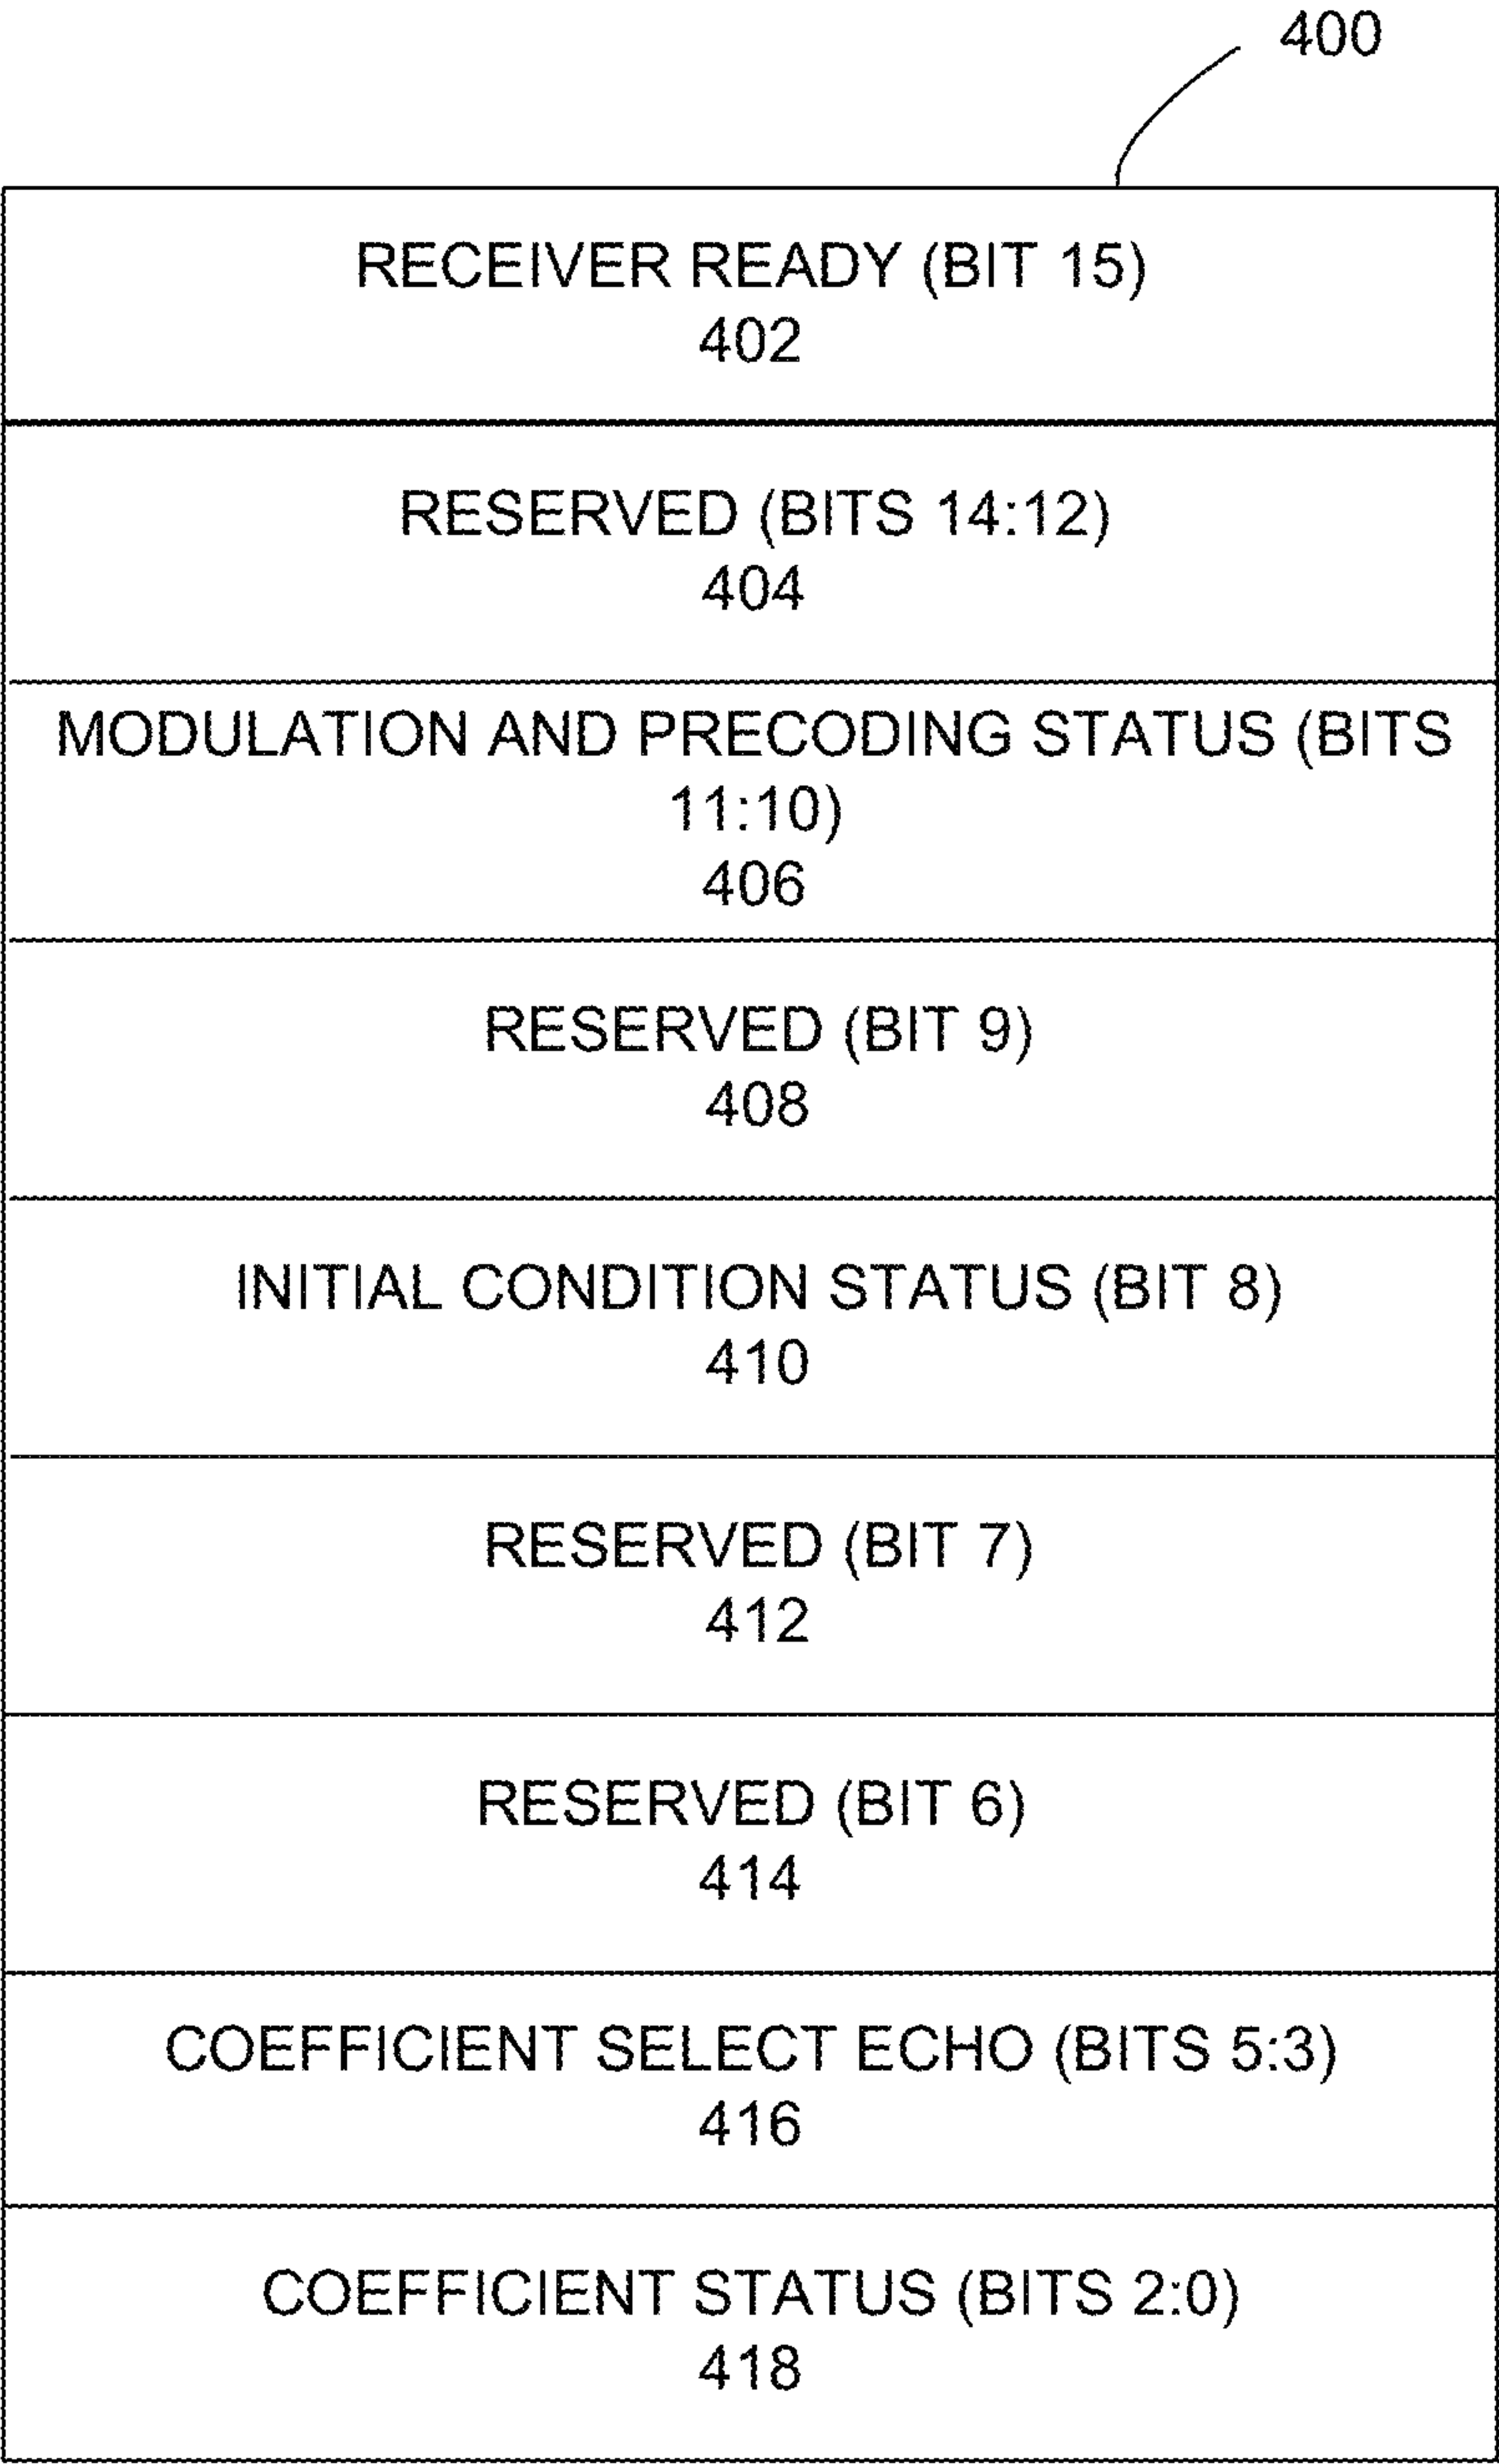 400
RECEIVER READY (BIT 15)
402
RESERVED (BITS 14:12)
404
MODULATION AND PRECODING STATUS (BITS
11:10)
406
RESERVED (BIT 9)
408
INITIAL CONDITION STATUS (BIT 8)
410
RESERVED (BIT 7)
412
RESERVED (BIT 6)
414
COEFFICIENT SELECT ECHO (BITS 5:3)
416
COEFFICIENT STATUS (BITS 2:0)
418